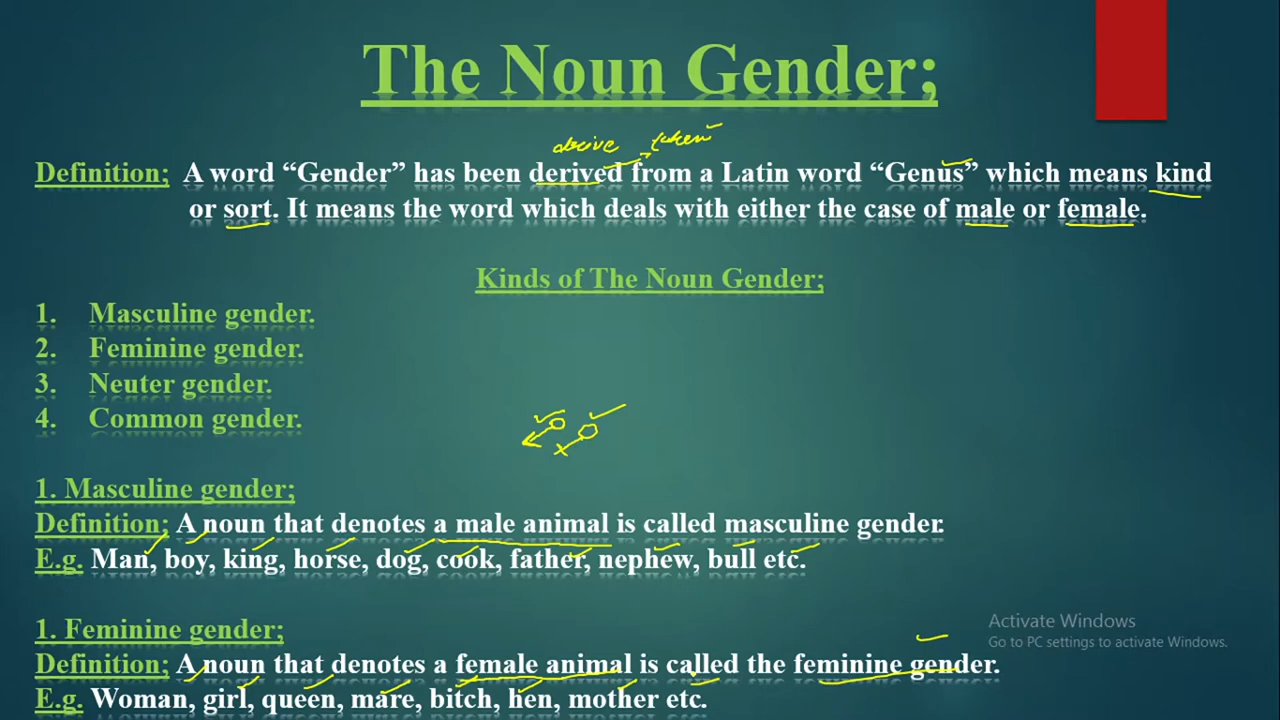 The Noun Gender;
derive taken
Definition; A word “Gender” has been derived from a Latin word “Genus” which means kind
or sort. It means the word which deals with either the case of male or female.
Kinds of The Noun Gender;
1. Masculine gender.
2. Feminine gender.
3. Neuter gender.
4. Common gender.
1. Masculine gender;
Definition; A noun that denotes a male animal is called masculine gender.
E.g. Man, boy, king, horse, dog, cook, father, nephew, bull etc.
1. Feminine gender;
Definition; A noun that denotes a female animal is called the feminine gender.
E.g. Woman, girl, queen, mare, bitch, hen, mother etc.
Activate Windows
Go to PC settings to activate Windows.